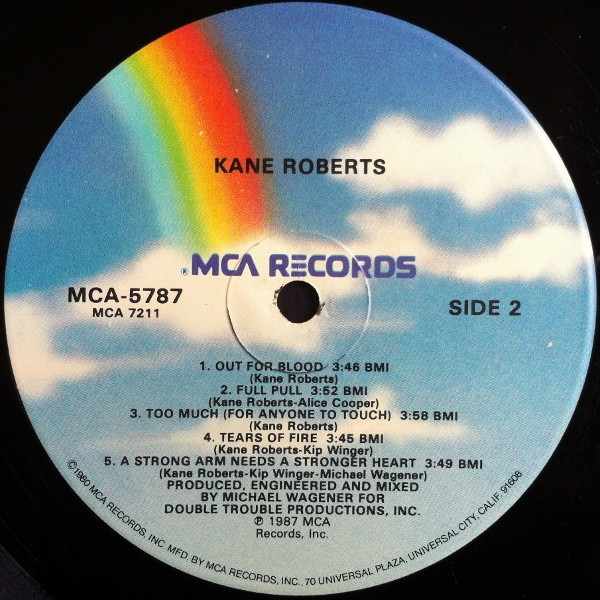 KANE ROBERTS
®MCA RECORDS
MCA-5787
MCA 7211
SIDE 2
1. OUT FOR BLOOD 3:46 BMI
(Kane Roberts)
2. FULL PULL 3:52 BMI
(Kane Roberts-Alice Cooper)
3. TOO MUCH (FOR ANYONE TO TOUCH) 3:58 BMI
(Kane Roberts)
4. TEARS OF FIRE 3:45 BMI
(Kane Roberts-Kip Winger)
5. A STRONG ARM NEEDS A STRONGER HEART 3:49 BMI
(Kane Roberts-Kip Winger-Michael Wagener)
PRODUCED, ENGINEERED AND MIXED
BY MICHAEL WAGENER FOR
DOUBLE TROUBLE PRODUCTIONS, INC.
℗ 1987 MCA
Records, Inc.
©1980 MCA RECORDS, INC. MFD. BY MCA RECORDS, INC., 70 UNIVERSAL PLAZA, UNIVERSAL CITY, CALIF. 91608